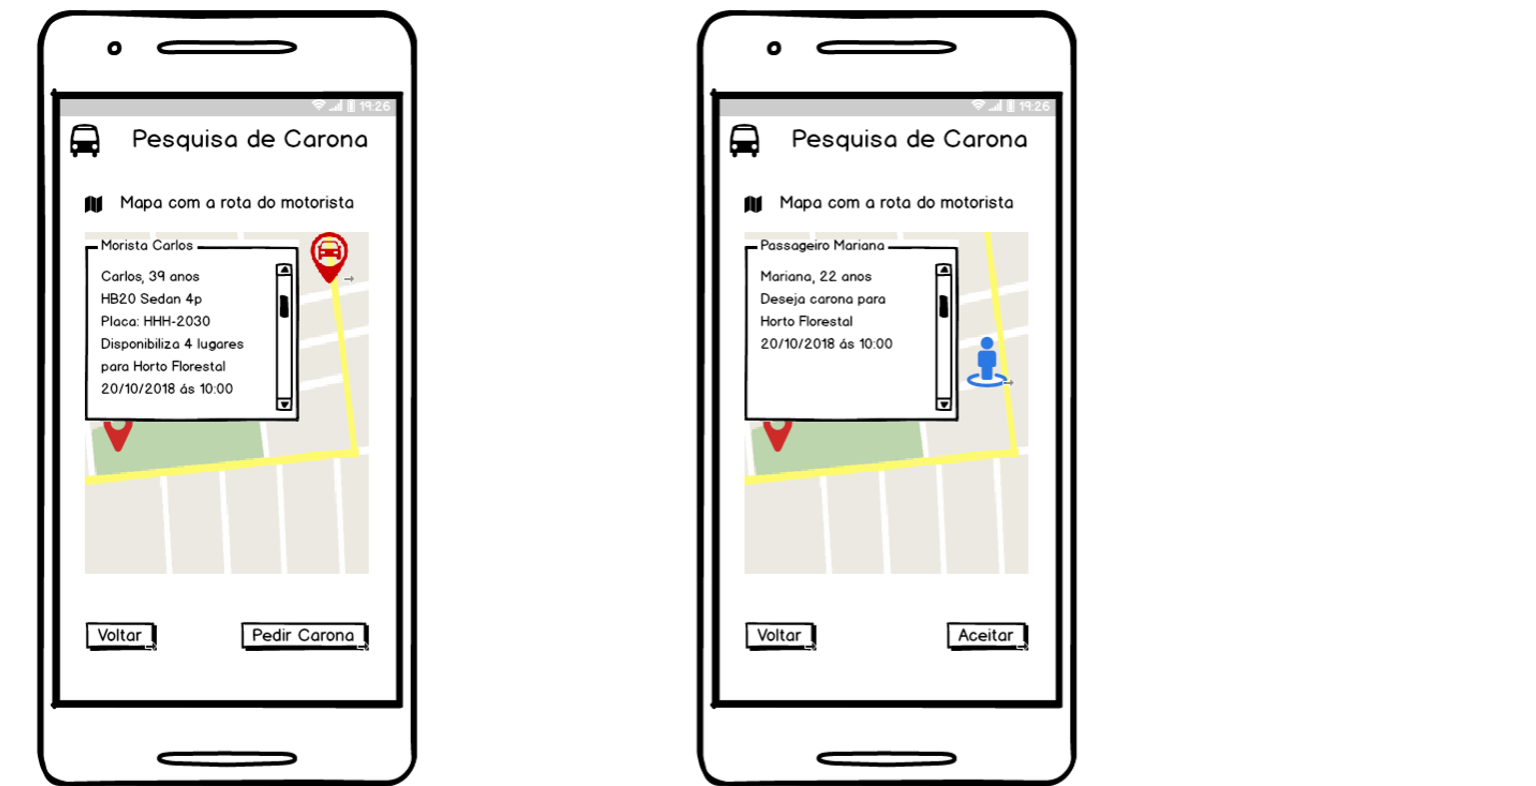 19:26
Pesquisa de Carona
Mapa com a rota do motorista
Morista Carlos
Carlos, 39 anos
HB20 Sedan 4p
Placa: HHH-2030
Disponibiliza 4 lugares
para Horto Florestal
20/10/2018 ás 10:00
Voltar
Pedir Carona
19:26
Pesquisa de Carona
Mapa com a rota do motorista
Passageiro Mariana
Mariana, 22 anos
Deseja carona para
Horto Florestal
20/10/2018 ás 10:00
Voltar
Aceitar